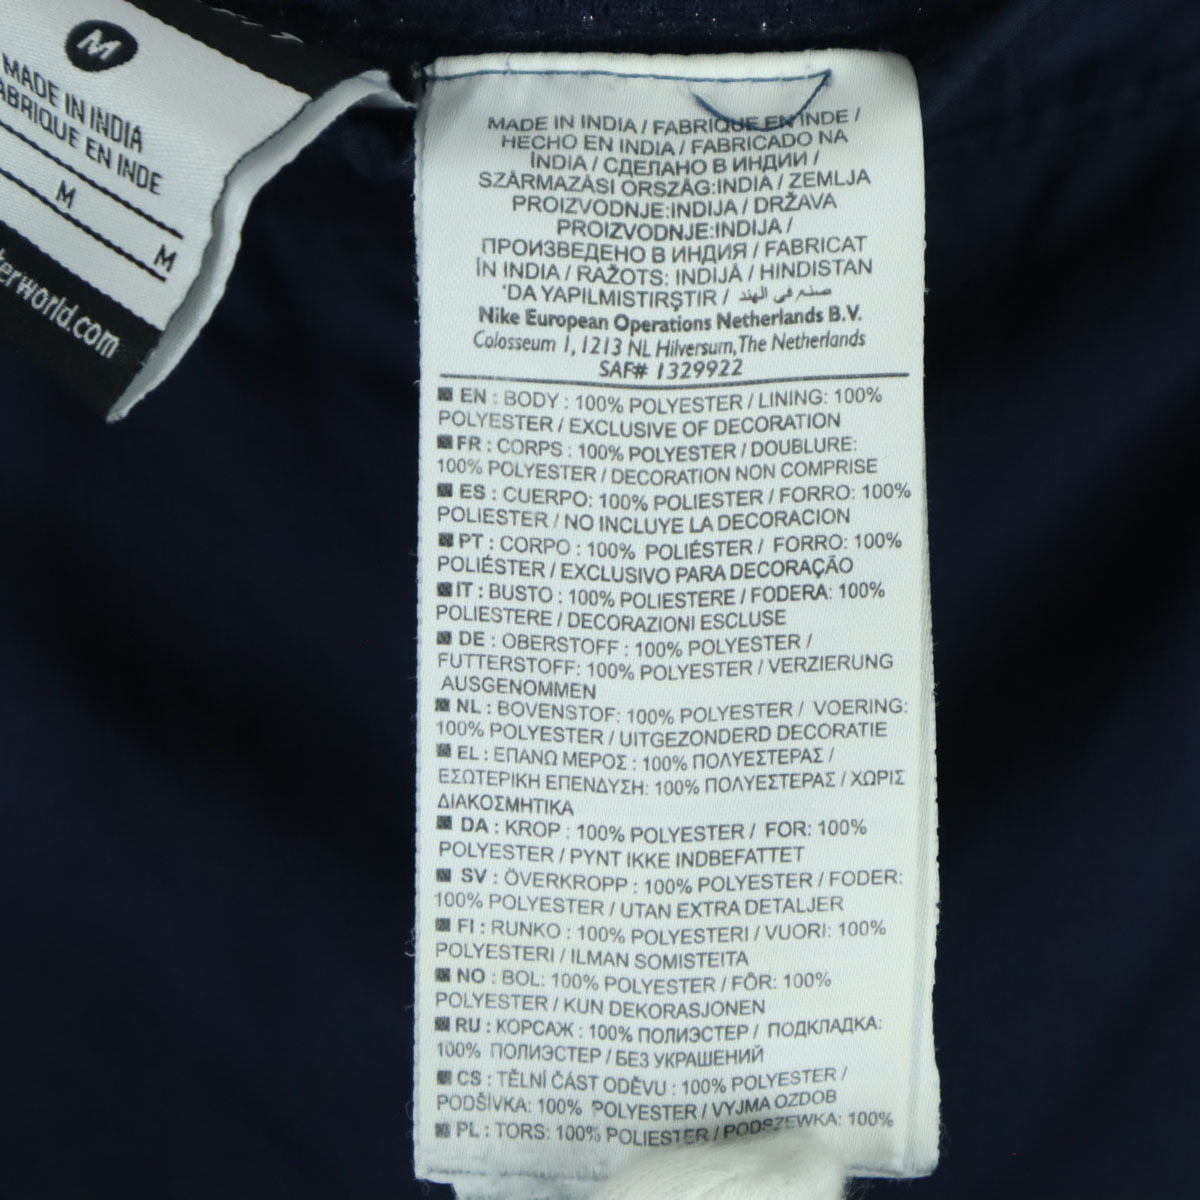 M
MADE IN INDIA
FABRIQUE EN INDE
M
M
terworld.com
MADE IN INDIA / FABRIQUE EN INDE /
HECHO EN INDIA / FABRICADO NA
ÍNDIA / СДЕЛАНО В ИНДИИ /
SZÁRMAZÁSI ORSZÁG:INDIA / ZEMLJA
PROIZVODNJE:INDIJA / DRŽAVA
PROIZVODNJE:INDIJA /
ПРОИЗВЕДЕНО В ИНДИЯ / FABRICAT
ÎN INDIA / RAŽOTS: INDIJĀ / HINDISTAN
'DA YAPILMISTIRŞTIR / صنع في الهند
Nike European Operations Netherlands B.V.
Colosseum 1, 1213 NL Hilversum, The Netherlands
SAF# 1329922
EN : BODY : 100% POLYESTER / LINING: 100%
POLYESTER / EXCLUSIVE OF DECORATION
FR : CORPS : 100% POLYESTER / DOUBLURE:
100% POLYESTER / DECORATION NON COMPRISE
ES : CUERPO: 100% POLIESTER / FORRO: 100%
POLIESTER / NO INCLUYE LA DECORACION
PT : CORPO : 100% POLIÉSTER / FORRO: 100%
POLIÉSTER / EXCLUSIVO PARA DECORAÇÃO
IT : BUSTO : 100% POLIESTERE / FODERA: 100%
POLIESTERE / DECORAZIONI ESCLUSE
DE : OBERSTOFF : 100% POLYESTER /
FUTTERSTOFF: 100% POLYESTER / VERZIERUNG
AUSGENOMMEN
NL : BOVENSTOF: 100% POLYESTER / VOERING:
100% POLYESTER / UITGEZONDERD DECORATIE
EL : ΕΠΑΝΩ ΜΕΡΟΣ : 100% ΠΟΛΥΕΣΤΕΡΑΣ /
ΕΣΩΤΕΡΙΚΗ ΕΠΕΝΔΥΣΗ: 100% ΠΟΛΥΕΣΤΕΡΑΣ / ΧΩΡΙΣ
ΔΙΑΚΟΣΜΗΤΙΚΑ
DA : KROP : 100% POLYESTER / FOR: 100%
POLYESTER / PYNT IKKE INDBEFATTET
SV : ÖVERKROPP : 100% POLYESTER / FODER:
100% POLYESTER / UTAN EXTRA DETALJER
FI : RUNKO : 100% POLYESTERI / VUORI: 100%
POLYESTERI / ILMAN SOMISTEITA
NO : BOL: 100% POLYESTER / FÔR: 100%
POLYESTER / KUN DEKORASJONEN
RU : КОРСАЖ : 100% ПОЛИЭСТЕР / ПОДКЛАДКА:
100% ПОЛИЭСТЕР / БЕЗ УКРАШЕНИЙ
CS : TĚLNÍ ČÁST ODĚVU : 100% POLYESTER /
PODŠÍVKA: 100% POLYESTER / VYJMA OZDOB
PL : TORS: 100% POLIESTER / PODSZEWKA: 100%